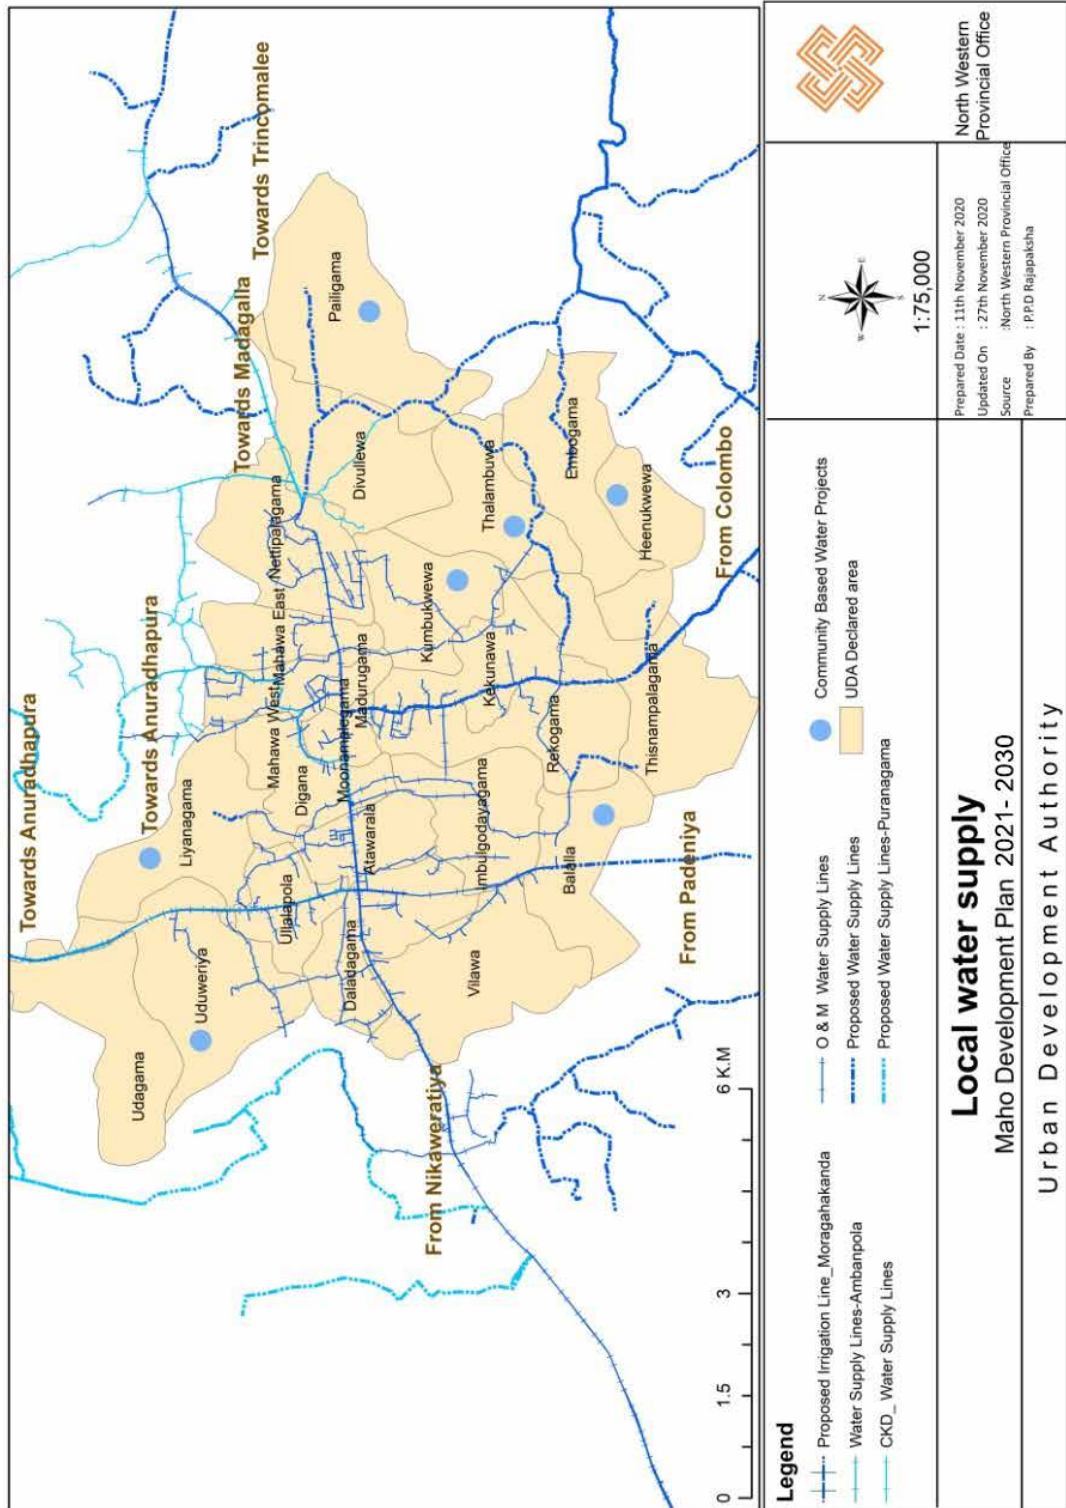 Towards Anuradhapura
Towards Anuradhapura
Towards Madagalla
Towards Trincomalee
Udagama
Uduweriya
Liyanagama
Ullalapola
Digana
Mahawa West
Mahawa East
Nettipalagama
Pailigama
Daladagama
Atawarala
Moonamplegama
Madurugama
Divullewa
Vilawa
Imbulgodayagama
Kumbukwewa
Kekunawa
Thalambuwa
Balalla
Rekogama
Embogama
Thisnampalagama
Heenukwewa
From Nikaweratiya
From Padeniya
From Colombo
0 1.5 3 6 K.M
Legend
Proposed Irrigation Line_Moragahakanda
Water Supply Lines-Ambanpola
CKD_ Water Supply Lines
O & M Water Supply Lines
Proposed Water Supply Lines
Proposed Water Supply Lines-Puranagama
Community Based Water Projects
UDA Declared area
N
W
E
S
1:75,000
North Western
Provincial Office
Local water supply
Maho Development Plan 2021- 2030
Prepared Date : 11th November 2020
Updated On : 27th November 2020
Source :North Western Provincial Office
Prepared By : P.P.D Rajapaksha
Urban Development Authority